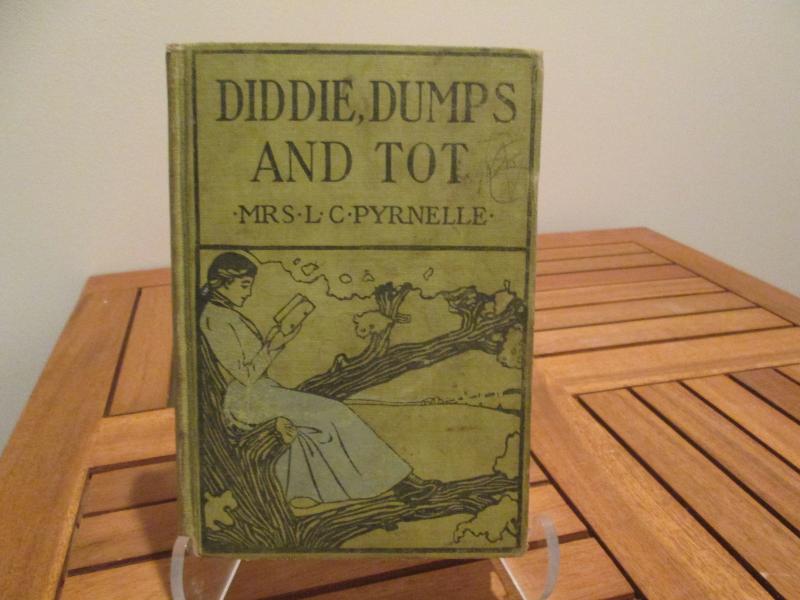 DIDDIE, DUMPS
AND TOT
·MRS·L·C·PYRNELLE·